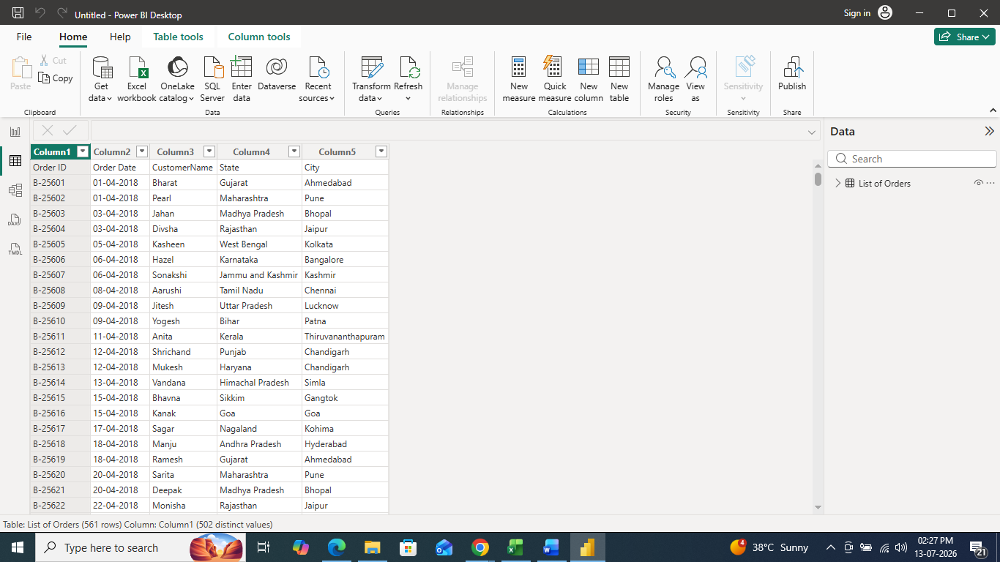 Untitled - Power BI Desktop
Sign in
File Home Help Table tools Column tools
Share
Paste
Cut
Copy
Get data
Excel workbook
OneLake catalog
SQL Server
Enter data
Dataverse
Recent sources
Transform data
Refresh
Manage relationships
New measure
Quick measure
New column
New table
Manage roles
View as
Sensitivity
Publish
Clipboard Data Queries Relationships Calculations Security Sensitivity Share
DAX
TMDL
Column1 Column2 Column3 Column4 Column5
Order ID Order Date CustomerName State City
B-25601 01-04-2018 Bharat Gujarat Ahmedabad
B-25602 01-04-2018 Pearl Maharashtra Pune
B-25603 03-04-2018 Jahan Madhya Pradesh Bhopal
B-25604 03-04-2018 Divsha Rajasthan Jaipur
B-25605 05-04-2018 Kasheen West Bengal Kolkata
B-25606 06-04-2018 Hazel Karnataka Bangalore
B-25607 06-04-2018 Sonakshi Jammu and Kashmir Kashmir
B-25608 08-04-2018 Aarushi Tamil Nadu Chennai
B-25609 09-04-2018 Jitesh Uttar Pradesh Lucknow
B-25610 09-04-2018 Yogesh Bihar Patna
B-25611 11-04-2018 Anita Kerala Thiruvananthapuram
B-25612 12-04-2018 Shrichand Punjab Chandigarh
B-25613 12-04-2018 Mukesh Haryana Chandigarh
B-25614 13-04-2018 Vandana Himachal Pradesh Simla
B-25615 15-04-2018 Bhavna Sikkim Gangtok
B-25616 15-04-2018 Kanak Goa Goa
B-25617 17-04-2018 Sagar Nagaland Kohima
B-25618 18-04-2018 Manju Andhra Pradesh Hyderabad
B-25619 18-04-2018 Ramesh Gujarat Ahmedabad
B-25620 20-04-2018 Sarita Maharashtra Pune
B-25621 20-04-2018 Deepak Madhya Pradesh Bhopal
B-25622 22-04-2018 Monisha Rajasthan Jaipur
Data
Search
List of Orders
Table: List of Orders (561 rows) Column: Column1 (502 distinct values)
Type here to search
4
38°C Sunny
02:27 PM
13-07-2026
21